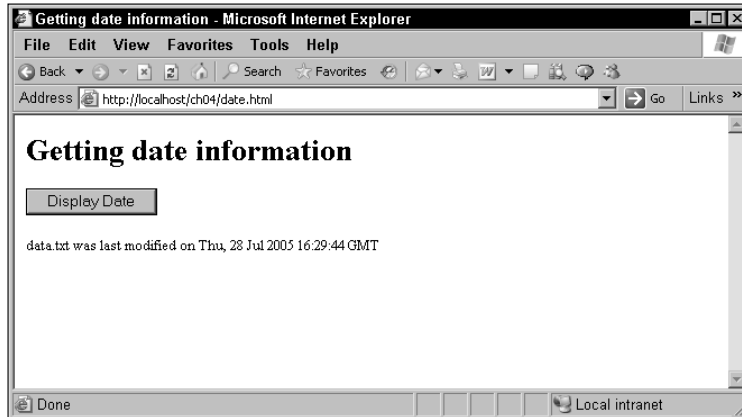 Getting date information - Microsoft Internet Explorer
File Edit View Favorites Tools Help
Back Search Favorites
Address http://localhost/ch04/date.html Go Links »
Getting date information
Display Date
data.txt was last modified on Thu, 28 Jul 2005 16:29:44 GMT
Done Local intranet